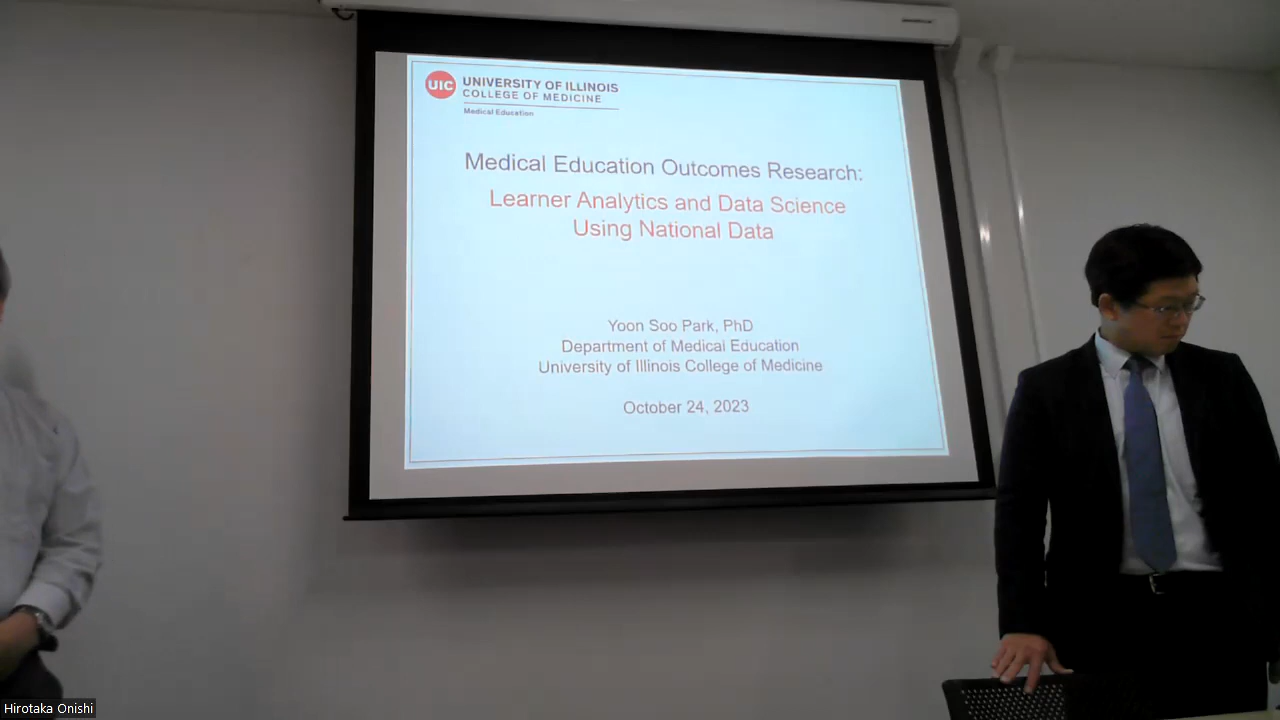 UIC
UNIVERSITY OF ILLINOIS
COLLEGE OF MEDICINE
Medical Education
Medical Education Outcomes Research:
Learner Analytics and Data Science
Using National Data
Yoon Soo Park, PhD
Department of Medical Education
University of Illinois College of Medicine
October 24, 2023
Hirotaka Onishi